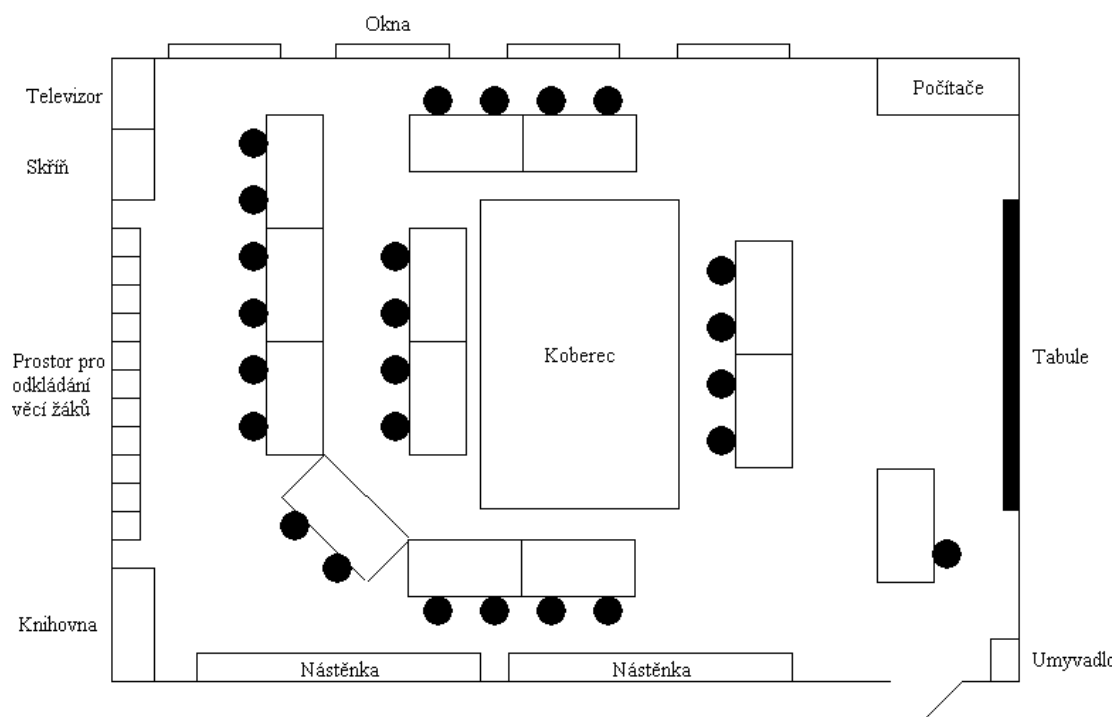 Okna
Televizor
Počítače
Skříň
Prostor pro
odkládání
věcí žáků
Koberec
Tabule
Knihovna
Nástěnka
Nástěnka
Umyvadlo